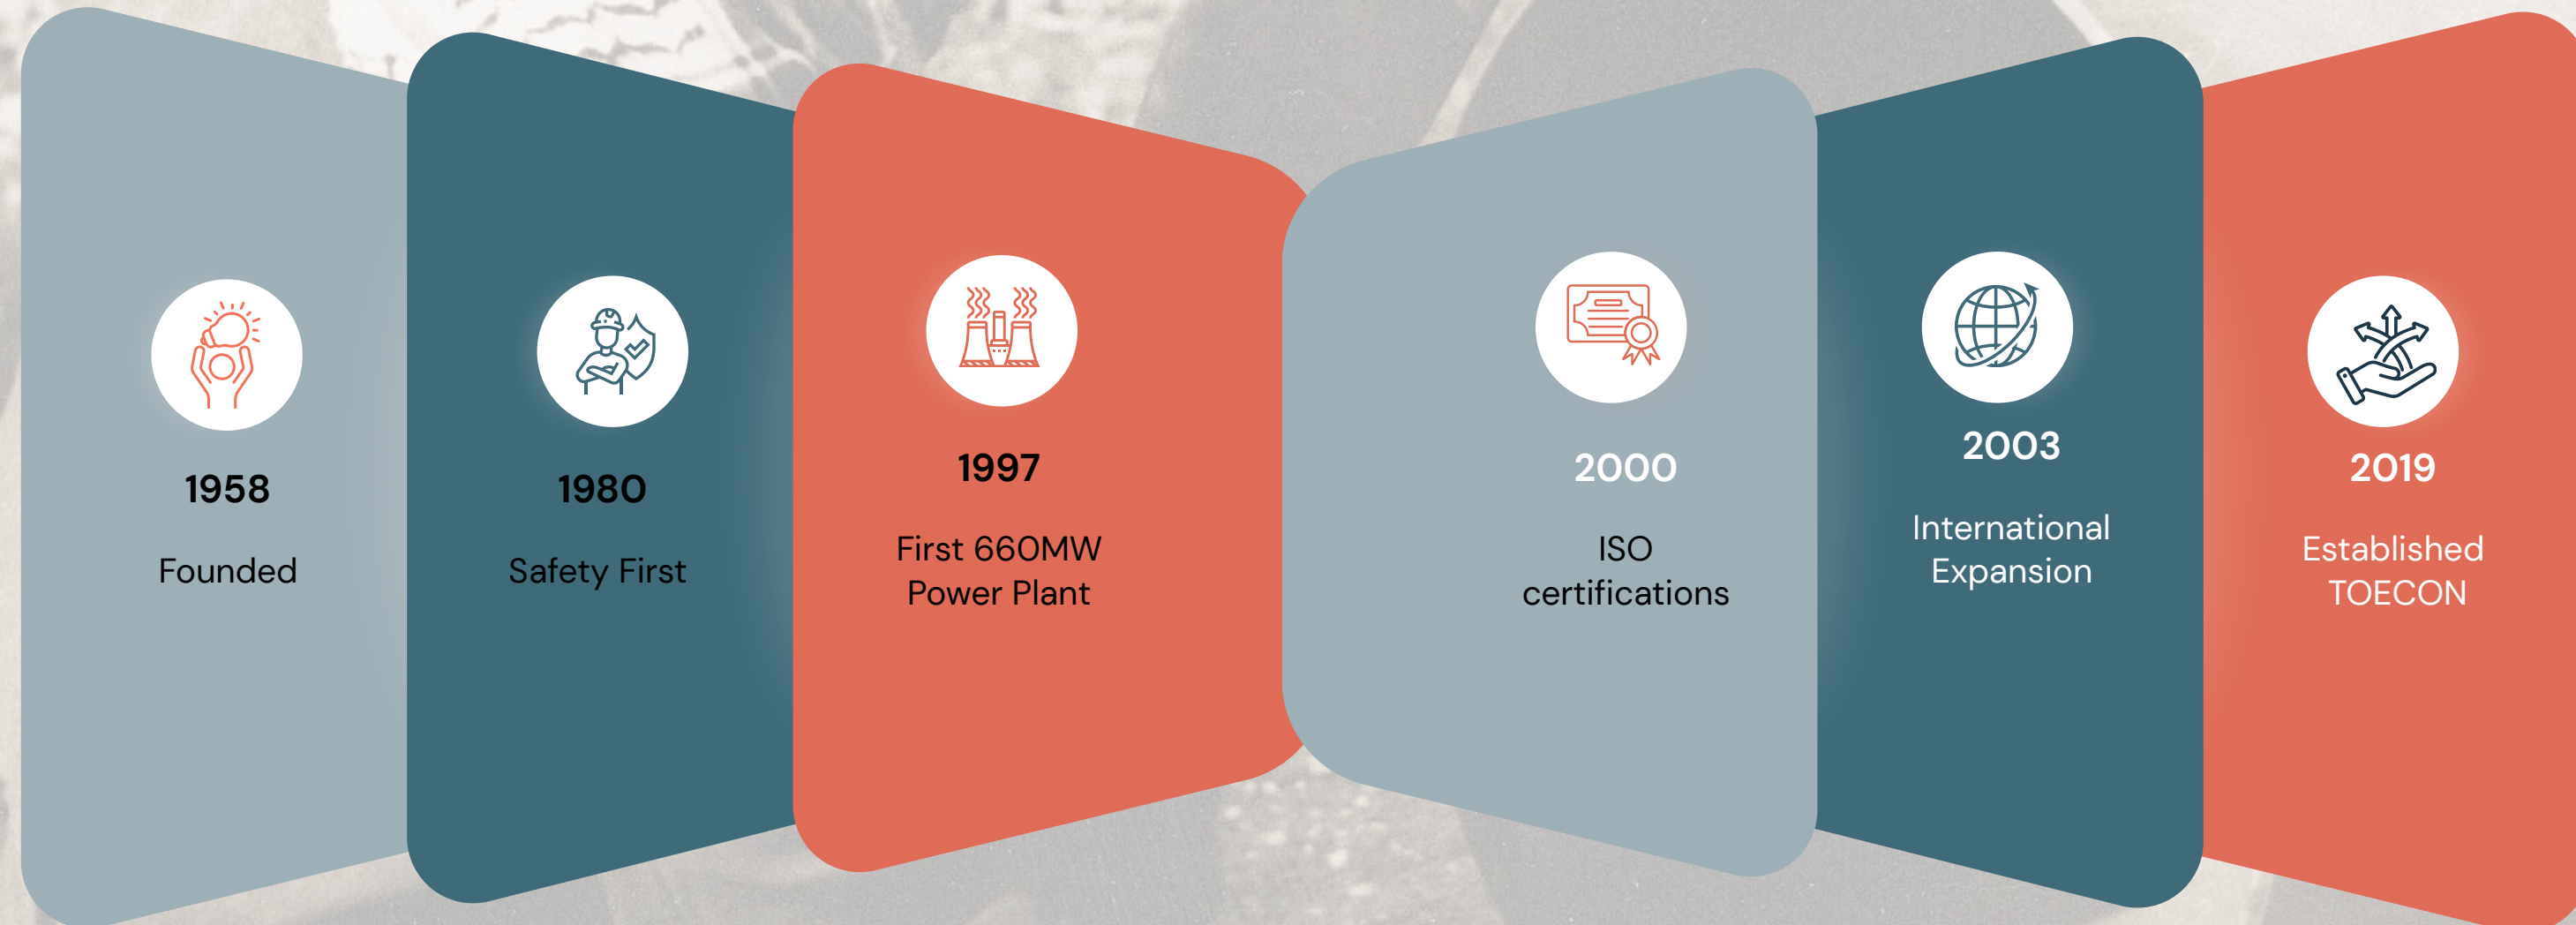 1958
Founded
1980
Safety First
1997
First 660MW
Power Plant
2000
ISO
certifications
2003
International
Expansion
2019
Established
TOECON